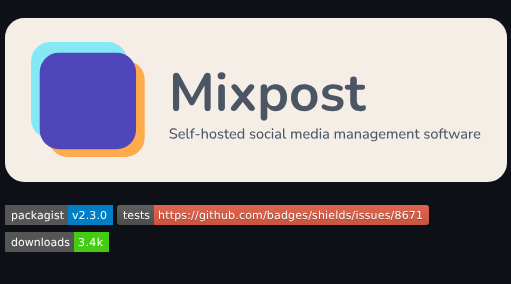 Mixpost
Self-hosted social media management software
packagist v2.3.0 tests https://github.com/badges/shields/issues/8671
downloads 3.4k